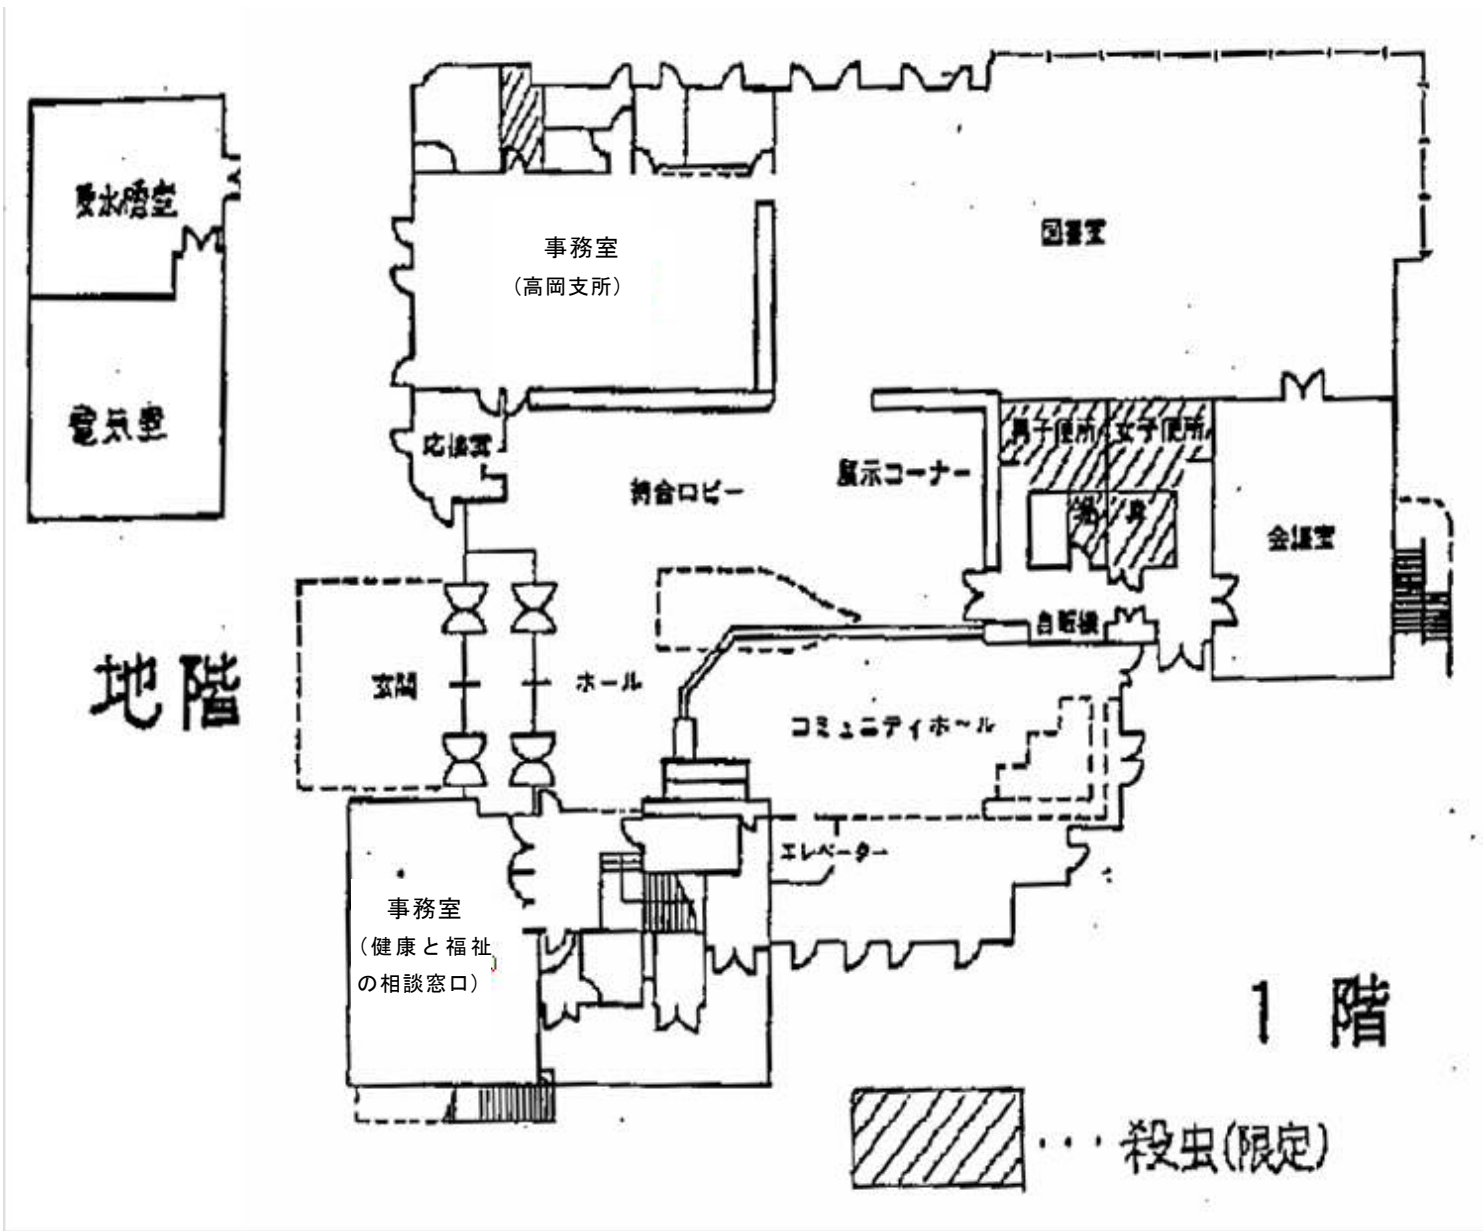 受水槽室
電気室
地階
事務室
(高岡支所)
図書室
応接室
待合ロビー
展示コーナー
男子便所
女子便所
会議室
自販機
玄関
ホール
コミュニティホール
エレベーター
事務室
(健康と福祉
の相談窓口)
1階
・・・殺虫(限定)